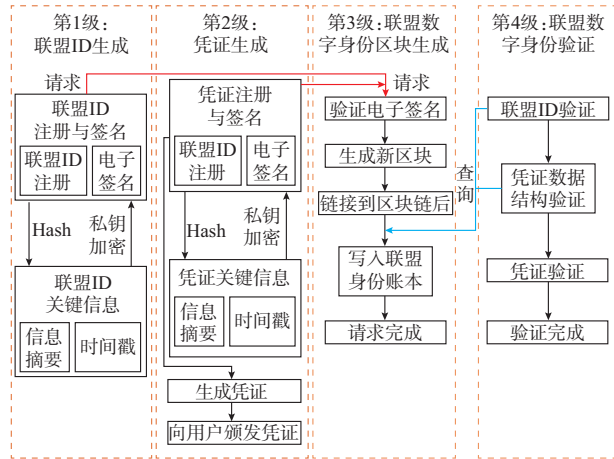 第1级:
联盟ID生成
请求
联盟ID
注册与签名
联盟ID
注册
电子
签名
Hash
私钥
加密
联盟ID
关键信息
信息
摘要
时间戳
第2级:
凭证生成
凭证注册
与签名
联盟ID
注册
电子
签名
Hash
私钥
加密
凭证关键信息
信息
摘要
时间戳
生成凭证
向用户颁发凭证
第3级:联盟数
字身份区块生成
请求
验证电子签名
生成新区块
链接到区块链后
写入联盟
身份账本
请求完成
查
询
第4级:联盟数
字身份验证
联盟ID验证
凭证数据
结构验证
凭证验证
验证完成